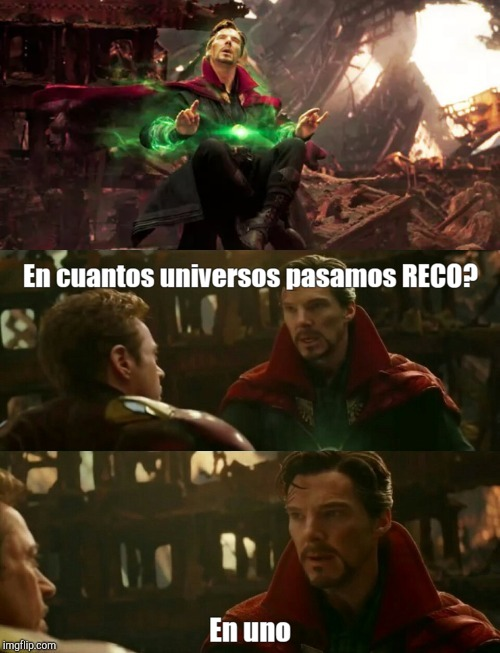 En cuantos universos pasamos RECO?
En uno
imgflip.com